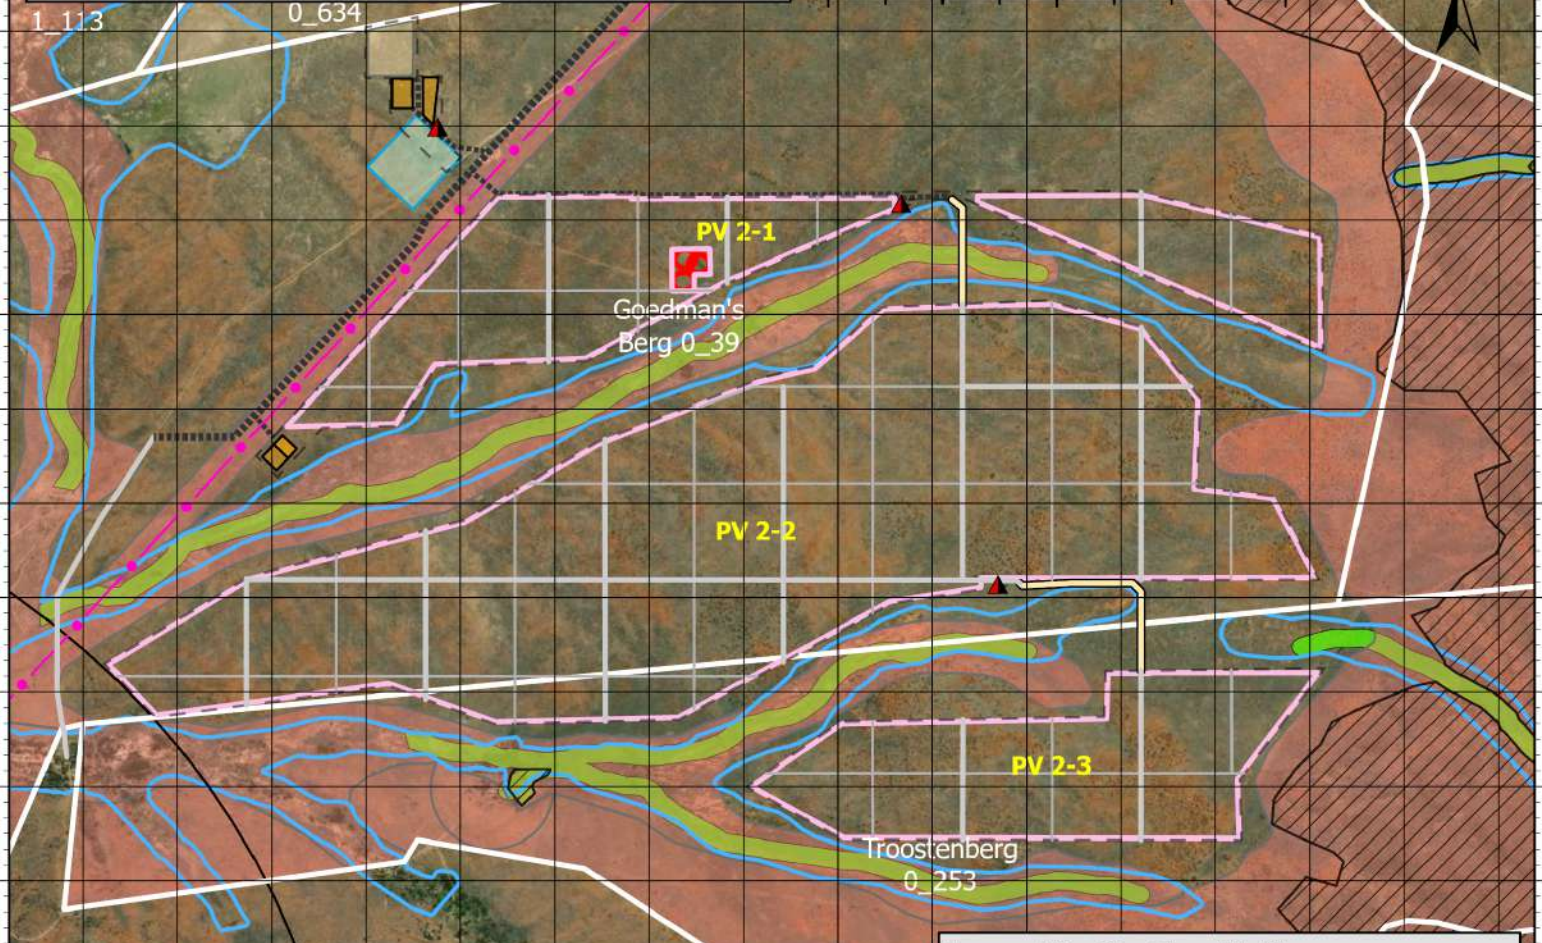 1_113
0_634
PV 2-1
Goedman's
Berg 0_39
PV 2-2
PV 2-3
Troostenberg
0_253